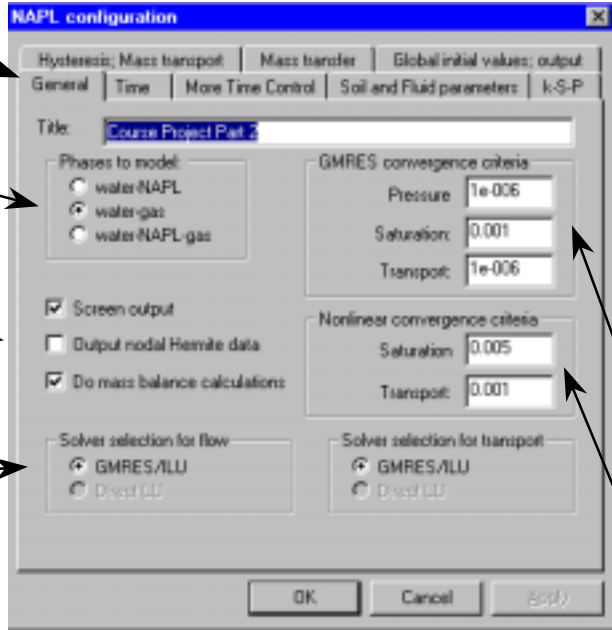 NAPL configuration
Hysteresis; Mass transport
Mass transfer
Global initial values; output
General
Time
More Time Control
Soil and Fluid parameters
k-S-P
Title: Course Project Part 2
Phases to model:
water-NAPL
water-gas
water-NAPL-gas
GMRES convergence criteria
Pressure 1e-006
Saturation: 0.001
Transport: 1e-006
Screen output
Output nodal Hermite data
Do mass balance calculations
Nonlinear convergence criteria
Saturation 0.005
Transport: 0.001
Solver selection for flow
GMRES/ILU
Direct LU
Solver selection for transport
GMRES/ILU
Direct LU
OK
Cancel
Apply